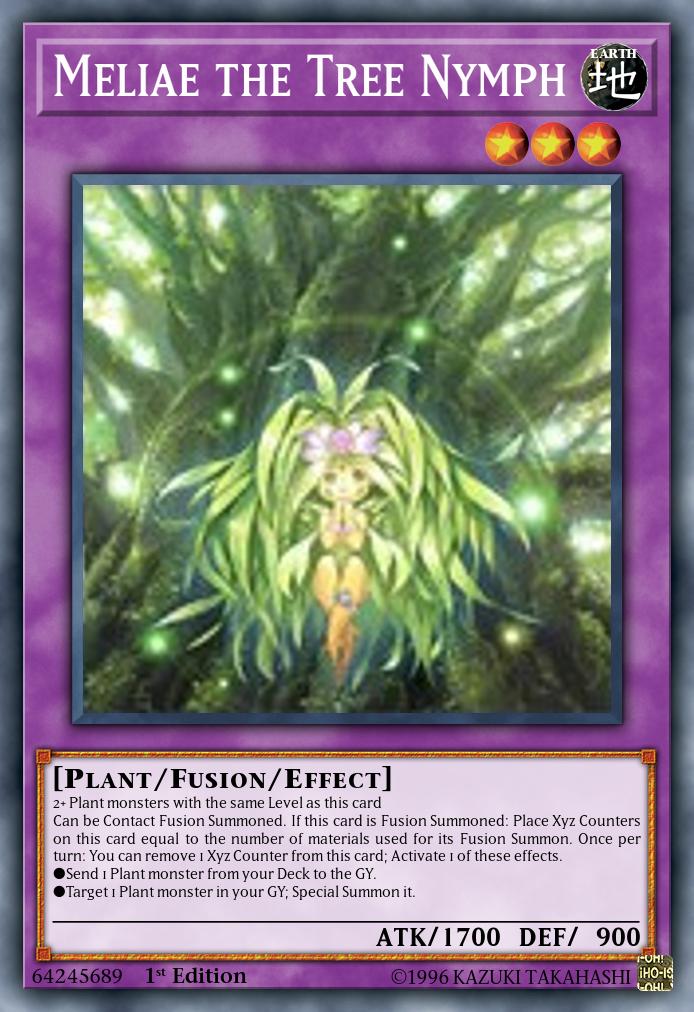 MELIAE THE TREE NYMPH
EARTH
地
[PLANT/FUSION/EFFECT]
2+ Plant monsters with the same Level as this card
Can be Contact Fusion Summoned. If this card is Fusion Summoned: Place Xyz Counters
on this card equal to the number of materials used for its Fusion Summon. Once per
turn: You can remove 1 Xyz Counter from this card; Activate 1 of these effects.
●Send 1 Plant monster from your Deck to the GY.
●Target 1 Plant monster in your GY; Special Summon it.
ATK/1700 DEF/ 900
64245689 1st Edition ©1996 KAZUKI TAKAHASHI